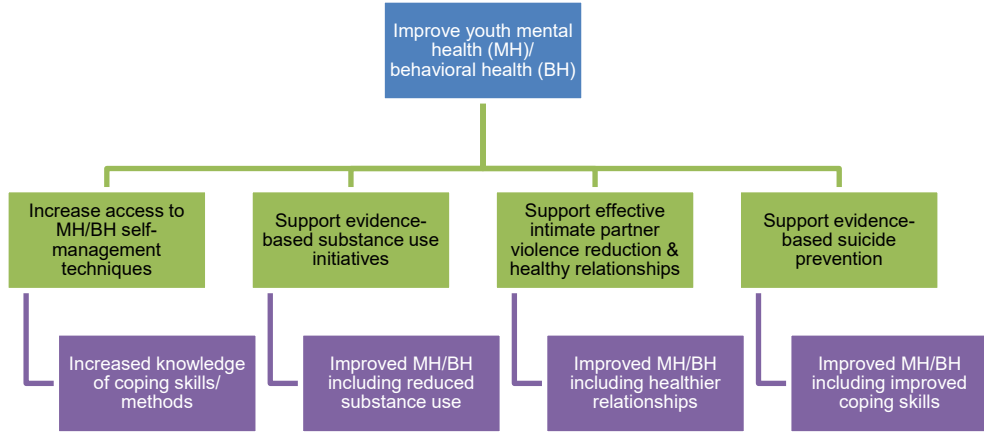 Improve youth mental
health (MH)/
behavioral health (BH)
Increase access to
MH/BH self-
management
techniques
Support evidence-
based substance use
initiatives
Support effective
intimate partner
violence reduction &
healthy relationships
Support evidence-
based suicide
prevention
Increased knowledge
of coping skills/
methods
Improved MH/BH
including reduced
substance use
Improved MH/BH
including healthier
relationships
Improved MH/BH
including improved
coping skills